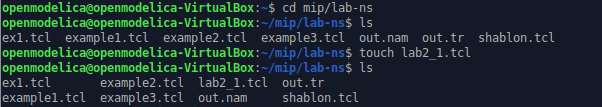 openmodelica@openmodelica-VirtualBox:~$ cd mip/lab-ns
openmodelica@openmodelica-VirtualBox:~/mip/lab-ns$ ls
ex1.tcl  example1.tcl  example2.tcl  example3.tcl  out.nam  out.tr  shablon.tcl
openmodelica@openmodelica-VirtualBox:~/mip/lab-ns$ touch lab2_1.tcl
openmodelica@openmodelica-VirtualBox:~/mip/lab-ns$ ls
ex1.tcl       example2.tcl  lab2_1.tcl  out.tr
example1.tcl  example3.tcl  out.nam     shablon.tcl